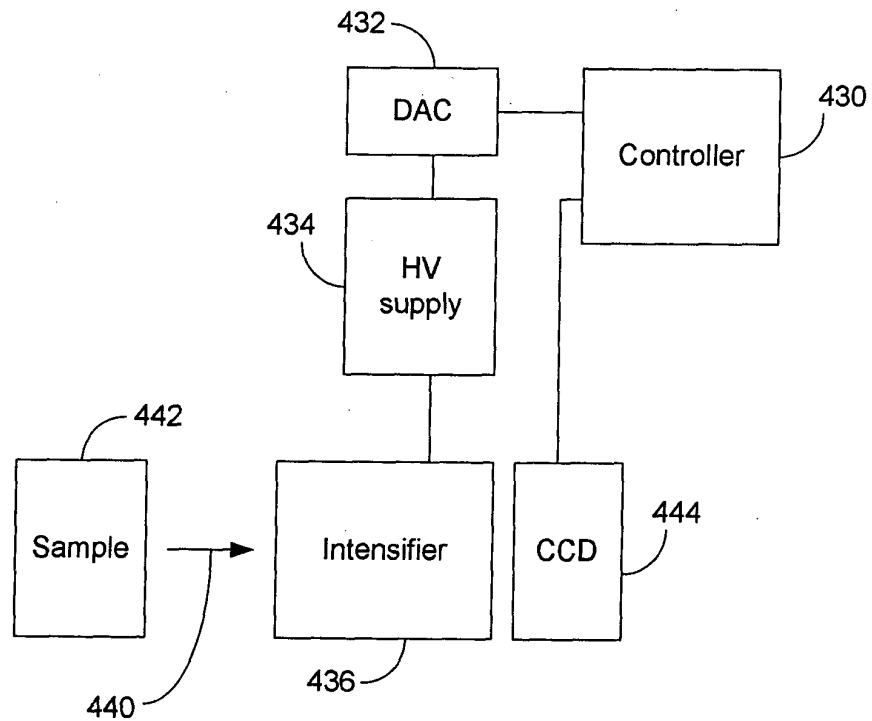 432
DAC
430
Controller
434
HV
supply
442
Sample
Intensifier
CCD
444
440
436